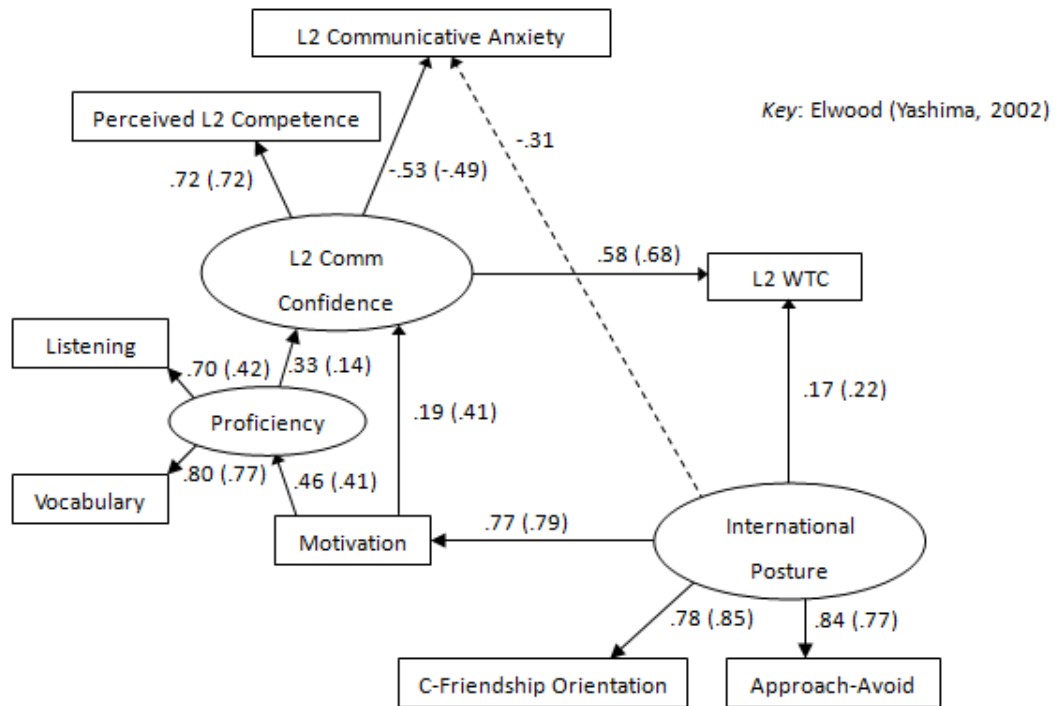 L2 Communicative Anxiety
Perceived L2 Competence
Key: Elwood (Yashima, 2002)
-.31
-.53 (-.49)
.72 (.72)
L2 Comm
Confidence
.58 (.68)
L2 WTC
Listening
.70 (.42)
.33 (.14)
.19 (.41)
.17 (.22)
Proficiency
.80 (.77)
.46 (.41)
Vocabulary
Motivation
.77 (.79)
International
Posture
.78 (.85)
.84 (.77)
C-Friendship Orientation
Approach-Avoid